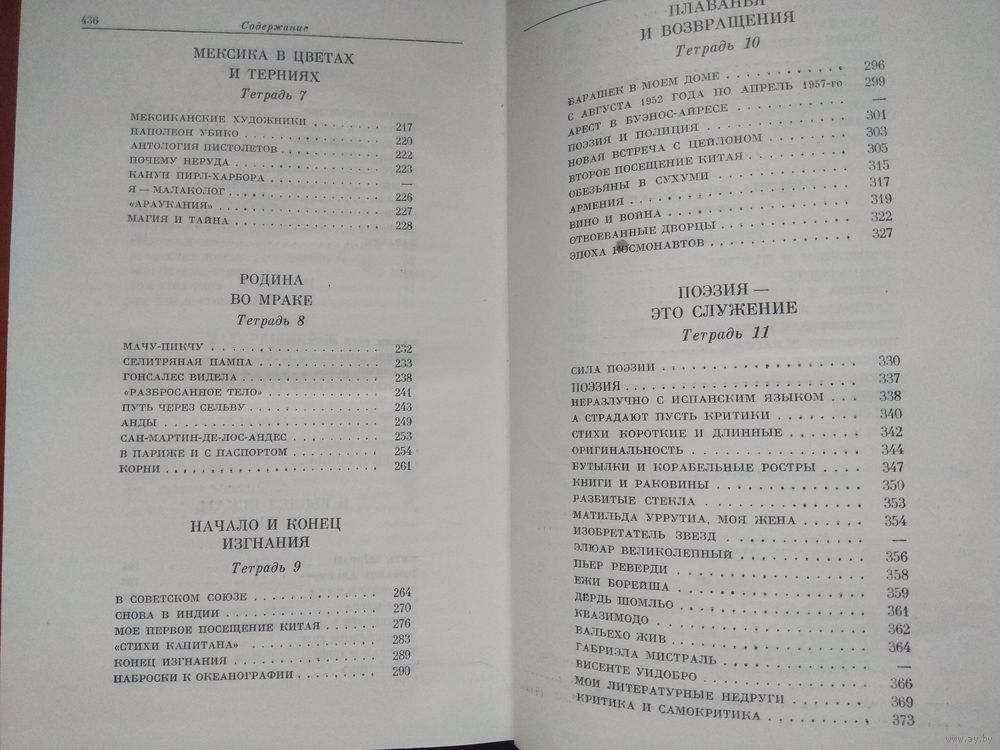 436
Содержание
МЕКСИКА В ЦВЕТАХ
И ТЕРНИЯХ
Тетрадь 7
МЕКСИКАНСКИЕ ХУДОЖНИКИ . . . . . . . 217
НАПОЛЕОН УБИКО . . . . . . . . . . 220
АНТОЛОГИЯ ПИСТОЛЕТОВ . . . . . . . . 222
ПОЧЕМУ НЕРУДА . . . . . . . . . . . 223
КАНУН ПИРЛ-ХАРБОРА . . . . . . . . . —
Я — МАЛАКОЛОГ . . . . . . . . . . . 226
«АРАУКАНИЯ» . . . . . . . . . . . . 227
МАГИЯ И ТАЙНА . . . . . . . . . . . 228
РОДИНА
ВО МРАКЕ
Тетрадь 8
МАЧУ-ПИКЧУ . . . . . . . . . . . . 232
СЕЛИТРЯНАЯ ПАМПА . . . . . . . . . 233
ГОНСАЛЕС ВИДЕЛА . . . . . . . . . . 238
«РАЗБРОСАННОЕ ТЕЛО» . . . . . . . . 241
ПУТЬ ЧЕРЕЗ СЕЛЬВУ . . . . . . . . . 243
АНДЫ . . . . . . . . . . . . . . . 249
САН-МАРТИН-ДЕ-ЛОС-АНДЕС . . . . . . . 253
В ПАРИЖЕ И С ПАСПОРТОМ . . . . . . . 254
КОРНИ . . . . . . . . . . . . . . 261
НАЧАЛО И КОНЕЦ
ИЗГНАНИЯ
Тетрадь 9
В СОВЕТСКОМ СОЮЗЕ . . . . . . . . . 264
СНОВА В ИНДИИ . . . . . . . . . . . 270
МОЕ ПЕРВОЕ ПОСЕЩЕНИЕ КИТАЯ . . . . . 276
«СТИХИ КАПИТАНА» . . . . . . . . . . 283
КОНЕЦ ИЗГНАНИЯ . . . . . . . . . . 289
НАБРОСКИ К ОКЕАНОГРАФИИ . . . . . . . 290
ПЛАВАНЬЯ
И ВОЗВРАЩЕНИЯ
Тетрадь 10
БАРАШЕК В МОЕМ ДОМЕ . . . . . . . . 296
С АВГУСТА 1952 ГОДА ПО АПРЕЛЬ 1957-го 299
АРЕСТ В БУЭНОС-АЙРЕСЕ . . . . . . . . —
ПОЭЗИЯ И ПОЛИЦИЯ . . . . . . . . . 301
НОВАЯ ВСТРЕЧА С ЦЕЙЛОНОМ . . . . . . 303
ВТОРОЕ ПОСЕЩЕНИЕ КИТАЯ . . . . . . . 305
ОБЕЗЬЯНЫ В СУХУМИ . . . . . . . . . 315
АРМЕНИЯ . . . . . . . . . . . . . 317
ВИНО И ВОЙНА . . . . . . . . . . . 319
ОТВОЕВАННЫЕ ДВОРЦЫ . . . . . . . . . 322
ЭПОХА КОСМОНАВТОВ . . . . . . . . . 327
ПОЭЗИЯ —
ЭТО СЛУЖЕНИЕ
Тетрадь 11
СИЛА ПОЭЗИИ . . . . . . . . . . . . 330
ПОЭЗИЯ . . . . . . . . . . . . . . 337
НЕРАЗЛУЧНО С ИСПАНСКИМ ЯЗЫКОМ . . . 338
А СТРАДАЮТ ПУСТЬ КРИТИКИ . . . . . . 340
СТИХИ КОРОТКИЕ И ДЛИННЫЕ . . . . . . 342
ОРИГИНАЛЬНОСТЬ . . . . . . . . . . . 344
БУТЫЛКИ И КОРАБЕЛЬНЫЕ РОСТРЫ . . . . 347
КНИГИ И РАКОВИНЫ . . . . . . . . . . 350
РАЗБИТЫЕ СТЕКЛА . . . . . . . . . . 353
МАТИЛЬДА УРРУТИА, МОЯ ЖЕНА . . . . . 354
ИЗОБРЕТАТЕЛЬ ЗВЕЗД . . . . . . . . . —
ЭЛЮАР ВЕЛИКОЛЕПНЫЙ . . . . . . . . . 356
ПЬЕР РЕВЕРДИ . . . . . . . . . . . 358
ЕЖИ БОРЕЙША . . . . . . . . . . . . 359
ДЕРДЬ ШОМЛЬО . . . . . . . . . . . 361
КВАЗИМОДО . . . . . . . . . . . . 362
ВАЛЬЕХО ЖИВ . . . . . . . . . . . . 364
ГАБРИЭЛА МИСТРАЛЬ . . . . . . . . . —
ВИСЕНТЕ УИДОБРО . . . . . . . . . . 366
МОИ ЛИТЕРАТУРНЫЕ НЕДРУГИ . . . . . . 369
КРИТИКА И САМОКРИТИКА . . . . . . . . 373
www.ay.by